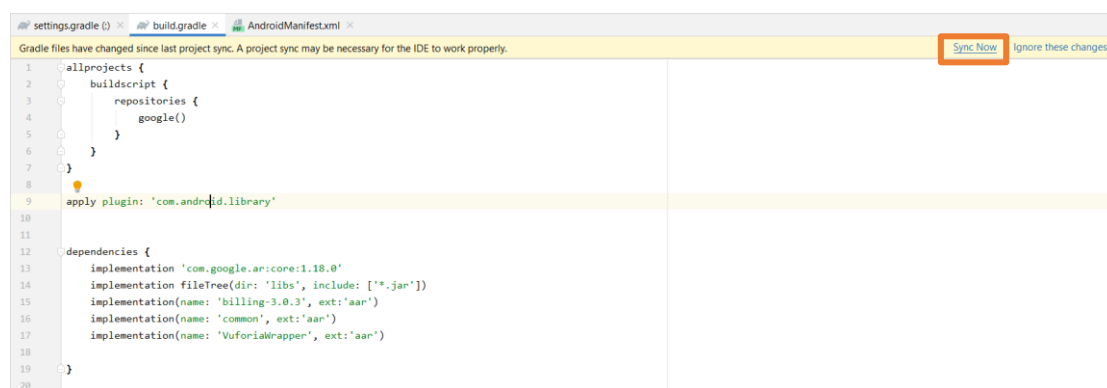 settings.gradle (:) × build.gradle × AndroidManifest.xml ×
Gradle files have changed since last project sync. A project sync may be necessary for the IDE to work properly. Sync Now Ignore these changes
1 allprojects {
2 buildscript {
3 repositories {
4 google()
5 }
6 }
7 }
8
9 apply plugin: 'com.android.library'
10
11
12 dependencies {
13 implementation 'com.google.ar:core:1.18.0'
14 implementation fileTree(dir: 'libs', include: ['*.jar'])
15 implementation(name: 'billing-3.0.3', ext:'aar')
16 implementation(name: 'common', ext:'aar')
17 implementation(name: 'VuforiaWrapper', ext:'aar')
18
19 }
20